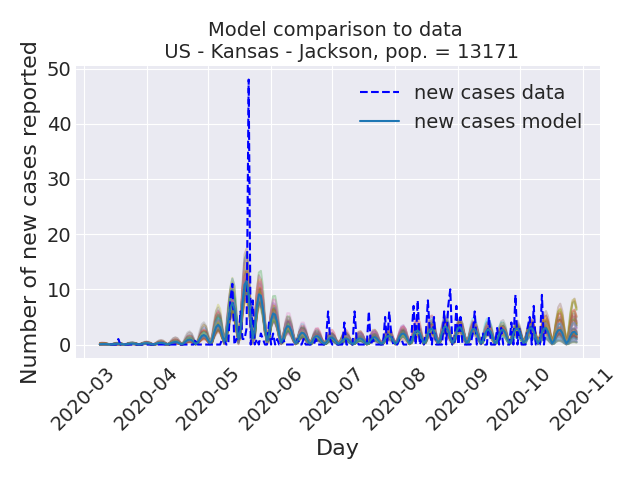 Model comparison to data
US - Kansas - Jackson, pop. = 13171
Number of new cases reported
50
40
30
20
10
0
new cases data
new cases model
2020-03
2020-04
2020-05
2020-06
2020-07
2020-08
2020-09
2020-10
2020-11
Day